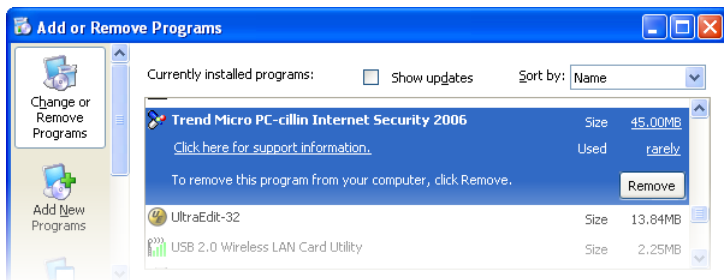 Add or Remove Programs
Currently installed programs: Show updates Sort by: Name
Change or
Remove
Programs
Trend Micro PC-cillin Internet Security 2006 Size 45.00MB
Click here for support information. Used rarely
To remove this program from your computer, click Remove. Remove
Add New
Programs
UltraEdit-32 Size 13.84MB
USB 2.0 Wireless LAN Card Utility Size 2.25MB